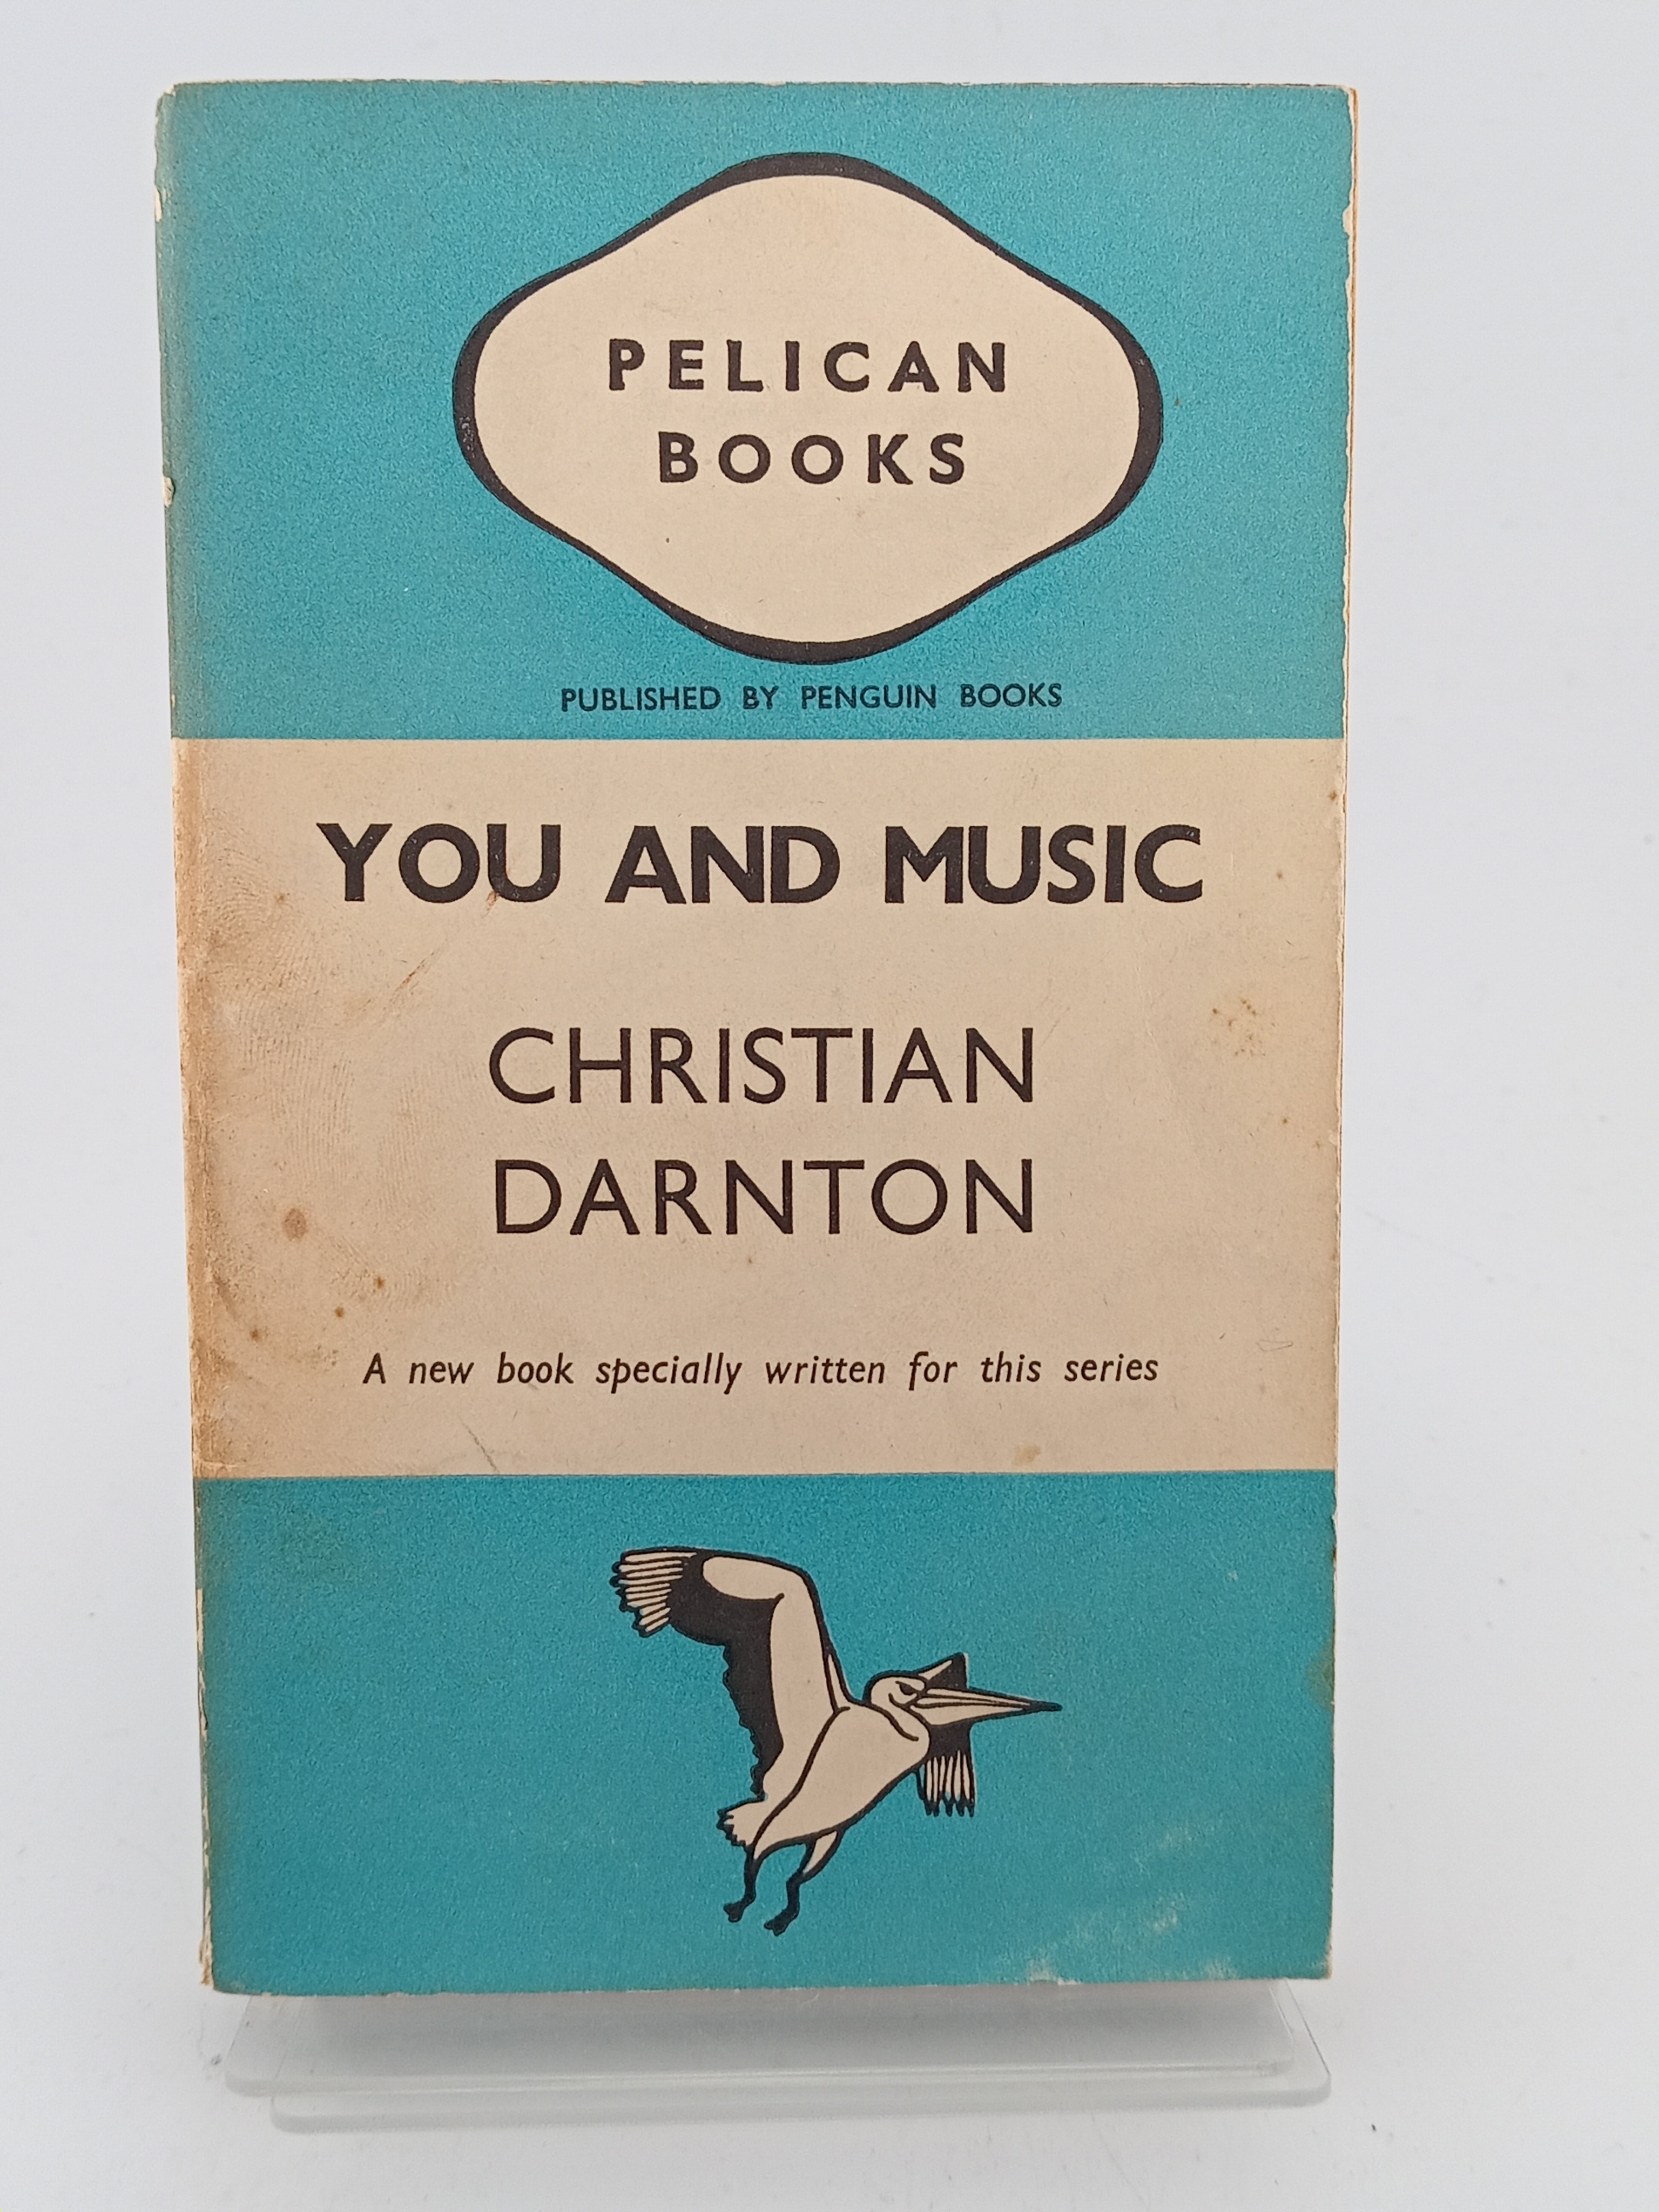 PELICAN
BOOKS
PUBLISHED BY PENGUIN BOOKS
YOU AND MUSIC
CHRISTIAN
DARNTON
A new book specially written for this series